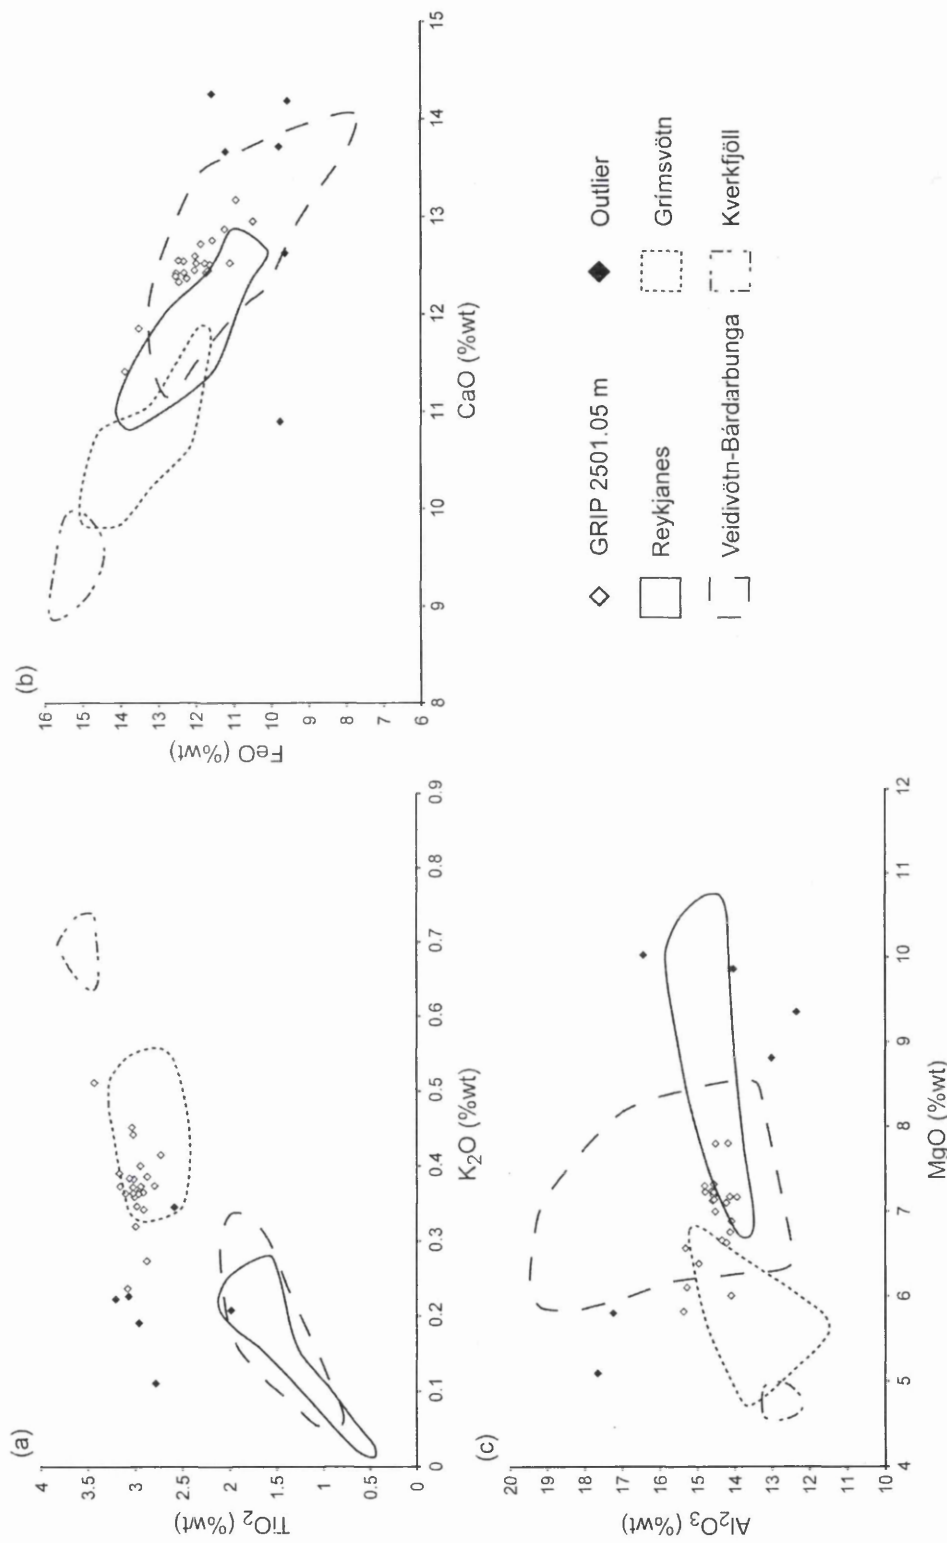 (a)
TiO2 (%wt)
4
3.5
3
2.5
2
1.5
1
0.5
0 0.1 0.2 0.3 0.4 0.5 0.6 0.7 0.8 0.9
K2O (%wt)
(b)
FeO (%wt)
16
15
14
13
12
11
10
9
8
7
6
8 9 10 11 12 13 14 15
CaO (%wt)
(c)
Al2O3 (%wt)
20
19
18
17
16
15
14
13
12
11
10
4 5 6 7 8 9 10 11 12
MgO (%wt)
GRIP 2501.05 m Outlier
Reykjanes Grímsvötn
Veidivötn-Bárdarbunga Kverkfjöll